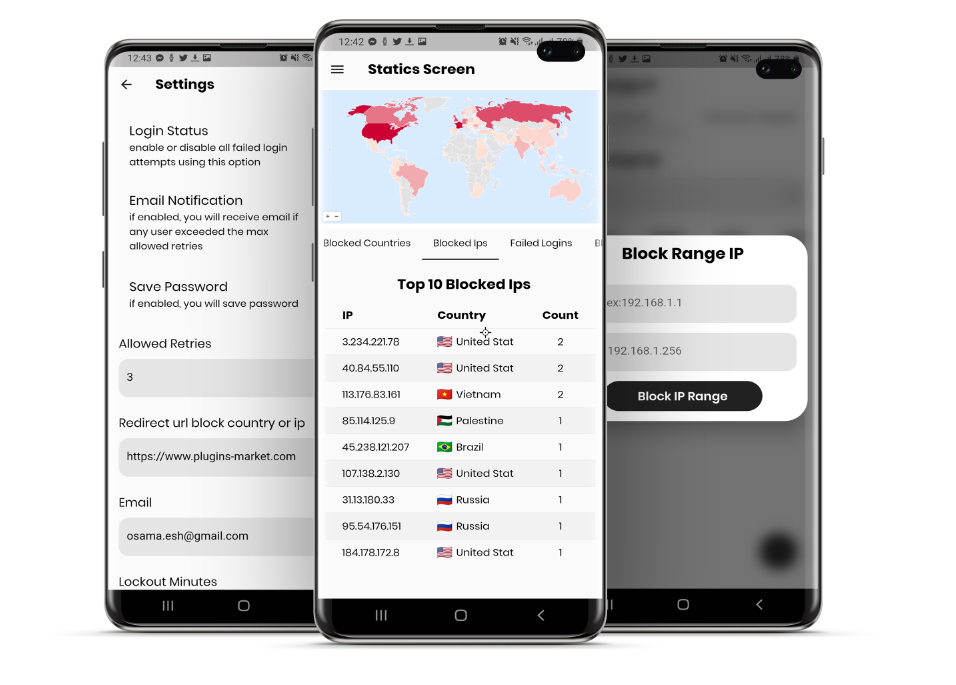 12:43
Settings
Login Status
enable or disable all failed login
attempts using this option
Email Notification
if enabled, you will receive email if
any user exceeded the max
allowed retries
Save Password
if enabled, you will save password
Allowed Retries
3
Redirect url block country or ip
https://www.plugins-market.com
Email
osama.esh@gmail.com
Lockout Minutes
12:42
Statics Screen
+ −
Blocked Countries Blocked Ips Failed Logins Bl
Top 10 Blocked Ips
IP Country Count
3.234.221.78 United Stat 2
40.84.55.110 United Stat 2
113.176.83.161 Vietnam 2
85.114.125.9 Palestine 1
45.238.121.207 Brazil 1
107.138.2.130 United Stat 1
31.13.180.33 Russia 1
95.54.176.151 Russia 1
184.178.172.8 United Stat 1
Block Range IP
ex:192.168.1.1
192.168.1.256
Block IP Range